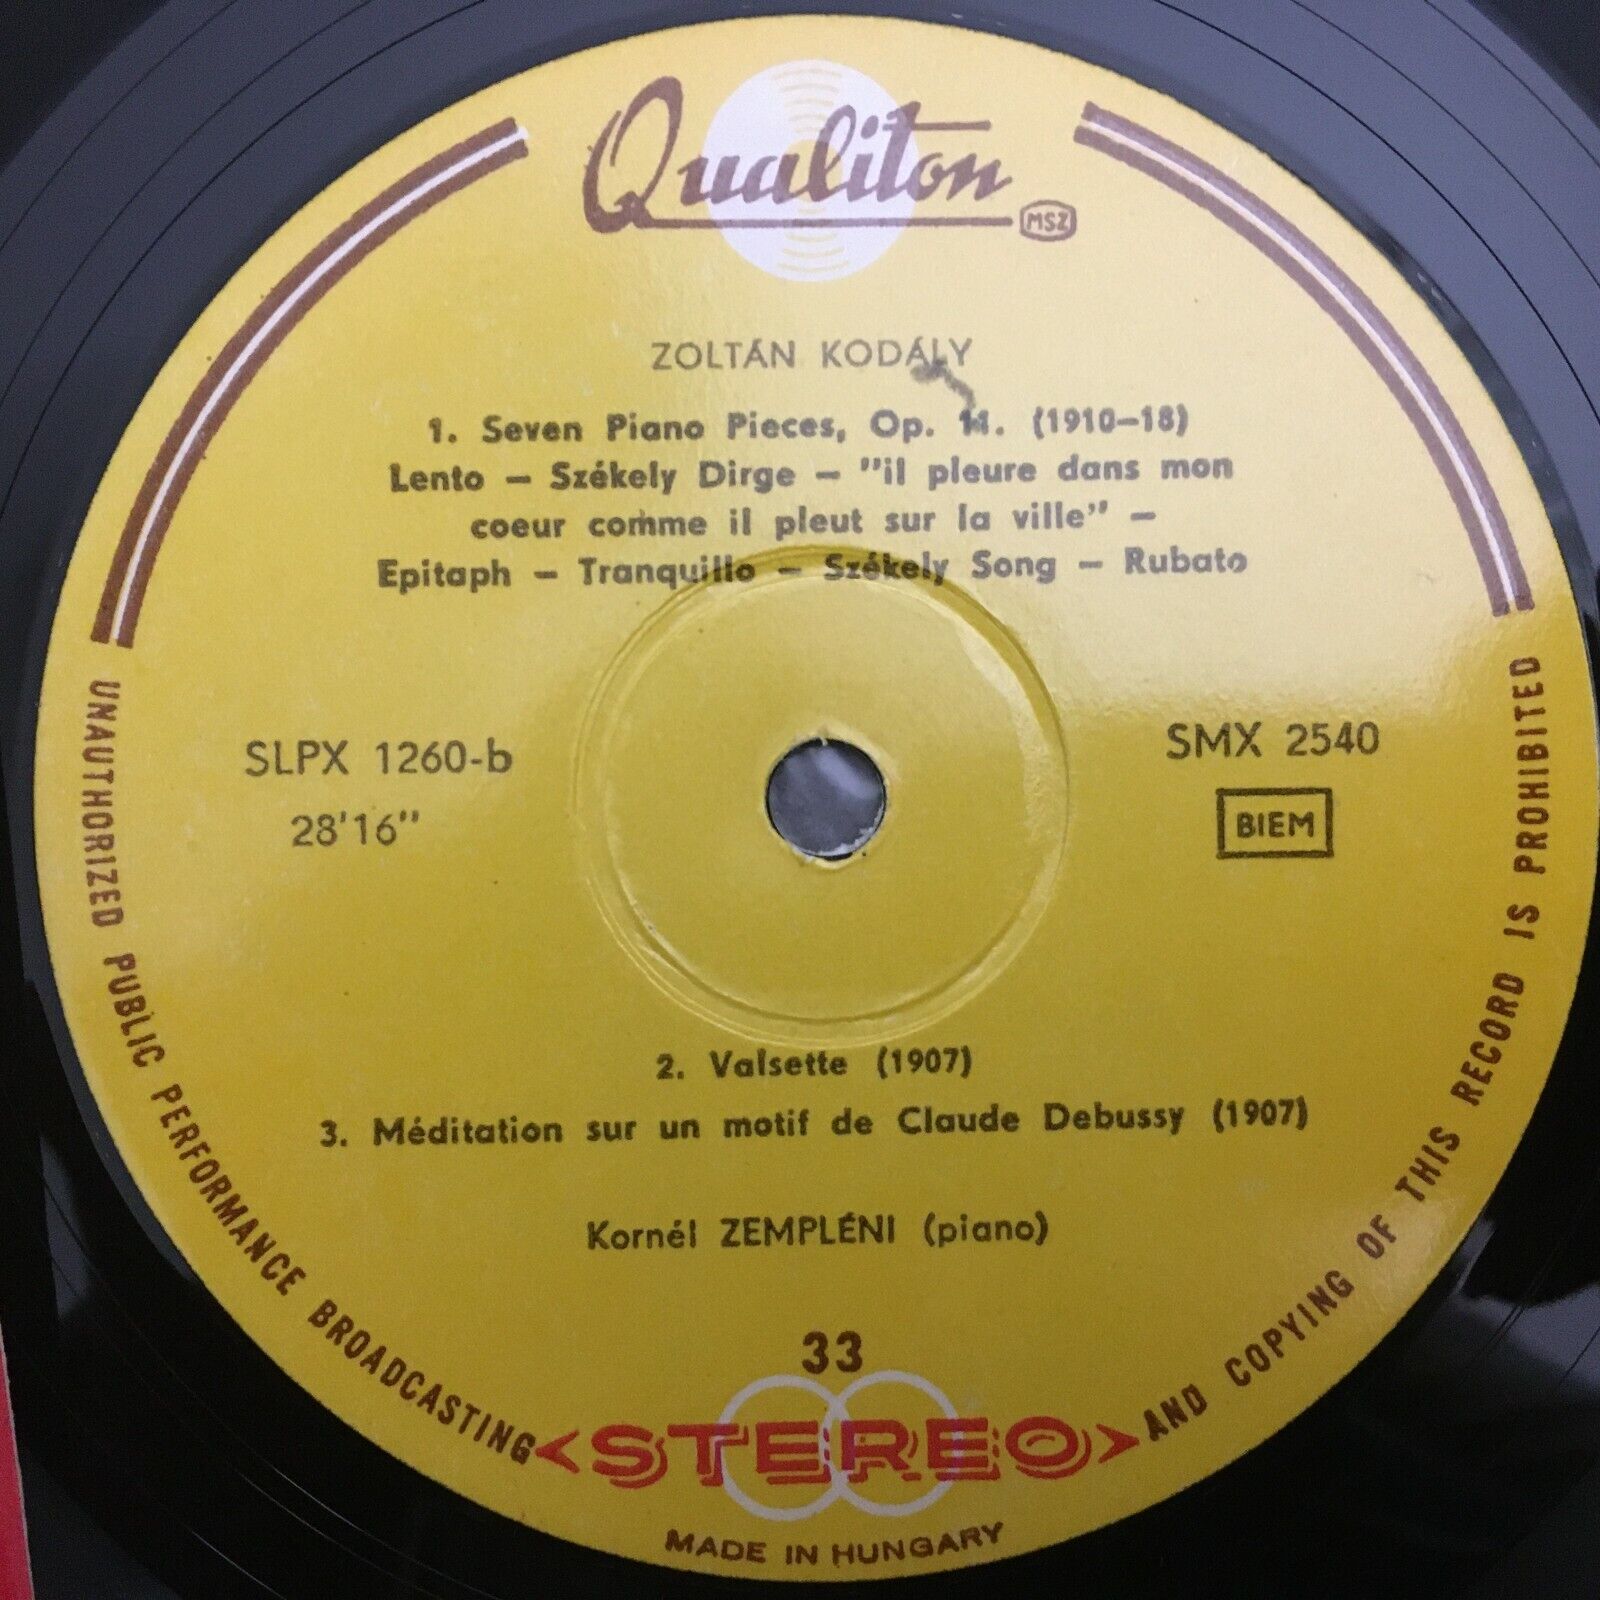 Qualiton
MSZ
ZOLTÁN KODÁLY
1. Seven Piano Pieces, Op. 11. (1910–18)
Lento – Székely Dirge – "il pleure dans mon
coeur comme il pleut sur la ville" –
Epitaph – Tranquillo – Székely Song – Rubato
SLPX 1260-b
28'16"
SMX 2540
BIEM
2. Valsette (1907)
3. Méditation sur un motif de Claude Debussy (1907)
Kornél ZEMPLÉNI (piano)
33
<STEREO>
UNAUTHORIZED PUBLIC PERFORMANCE BROADCASTING AND COPYING OF THIS RECORD IS PROHIBITED
MADE IN HUNGARY